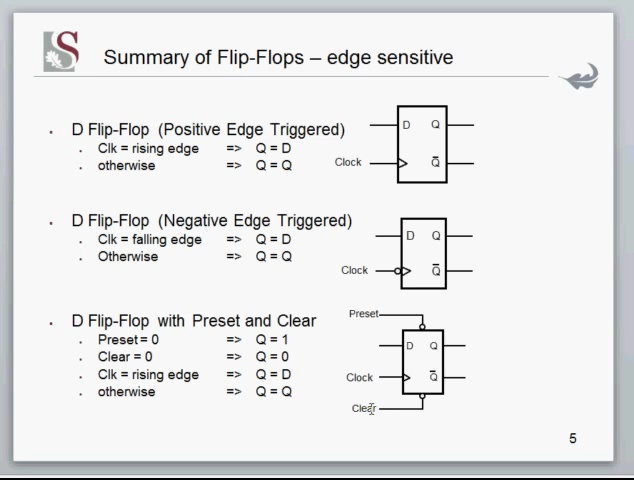 S
Summary of Flip-Flops – edge sensitive
• D Flip-Flop (Positive Edge Triggered)
• Clk = rising edge => Q = D
• otherwise => Q = Q
D Q
Clock Q̅
• D Flip-Flop (Negative Edge Triggered)
• Clk = falling edge => Q = D
• Otherwise => Q = Q
D Q
Clock Q̅
• D Flip-Flop with Preset and Clear
• Preset = 0 => Q = 1
• Clear = 0 => Q = 0
• Clk = rising edge => Q = D
• otherwise => Q = Q
Preset
D Q
Clock Q̅
Clear
5